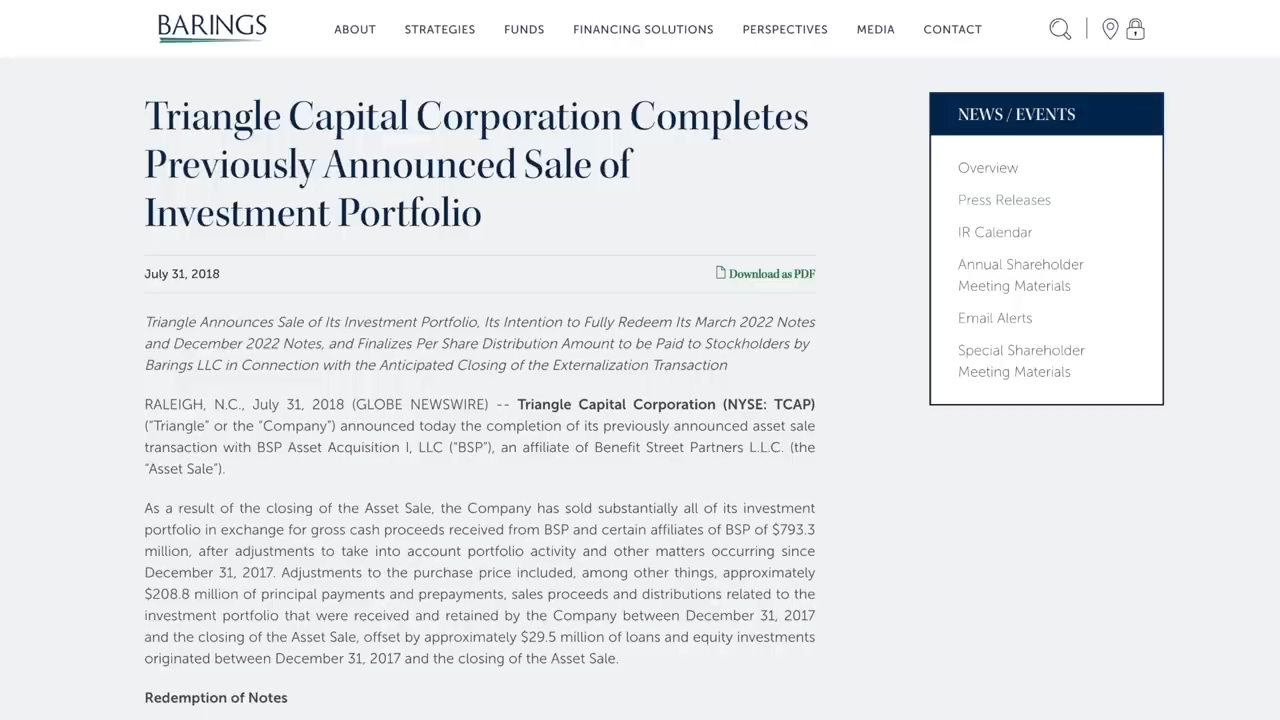 BARINGS
ABOUT STRATEGIES FUNDS FINANCING SOLUTIONS PERSPECTIVES MEDIA CONTACT
Triangle Capital Corporation Completes
Previously Announced Sale of
Investment Portfolio
July 31, 2018
Download as PDF
Triangle Announces Sale of Its Investment Portfolio, Its Intention to Fully Redeem Its March 2022 Notes
and December 2022 Notes, and Finalizes Per Share Distribution Amount to be Paid to Stockholders by
Barings LLC in Connection with the Anticipated Closing of the Externalization Transaction
RALEIGH, N.C., July 31, 2018 (GLOBE NEWSWIRE) -- Triangle Capital Corporation (NYSE: TCAP)
(“Triangle” or the “Company”) announced today the completion of its previously announced asset sale
transaction with BSP Asset Acquisition I, LLC (“BSP”), an affiliate of Benefit Street Partners L.L.C. (the
“Asset Sale”).
As a result of the closing of the Asset Sale, the Company has sold substantially all of its investment
portfolio in exchange for gross cash proceeds received from BSP and certain affiliates of BSP of $793.3
million, after adjustments to take into account portfolio activity and other matters occurring since
December 31, 2017. Adjustments to the purchase price included, among other things, approximately
$208.8 million of principal payments and prepayments, sales proceeds and distributions related to the
investment portfolio that were received and retained by the Company between December 31, 2017
and the closing of the Asset Sale, offset by approximately $29.5 million of loans and equity investments
originated between December 31, 2017 and the closing of the Asset Sale.
Redemption of Notes
NEWS / EVENTS
Overview
Press Releases
IR Calendar
Annual Shareholder
Meeting Materials
Email Alerts
Special Shareholder
Meeting Materials